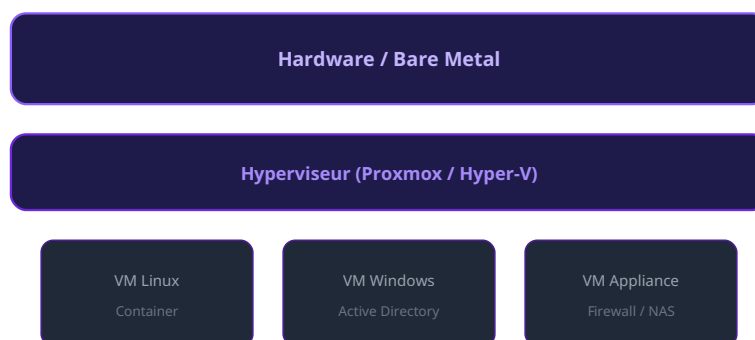 Hardware / Bare Metal
Hyperviseur (Proxmox / Hyper-V)
VM Linux
Container
VM Windows
Active Directory
VM Appliance
Firewall / NAS